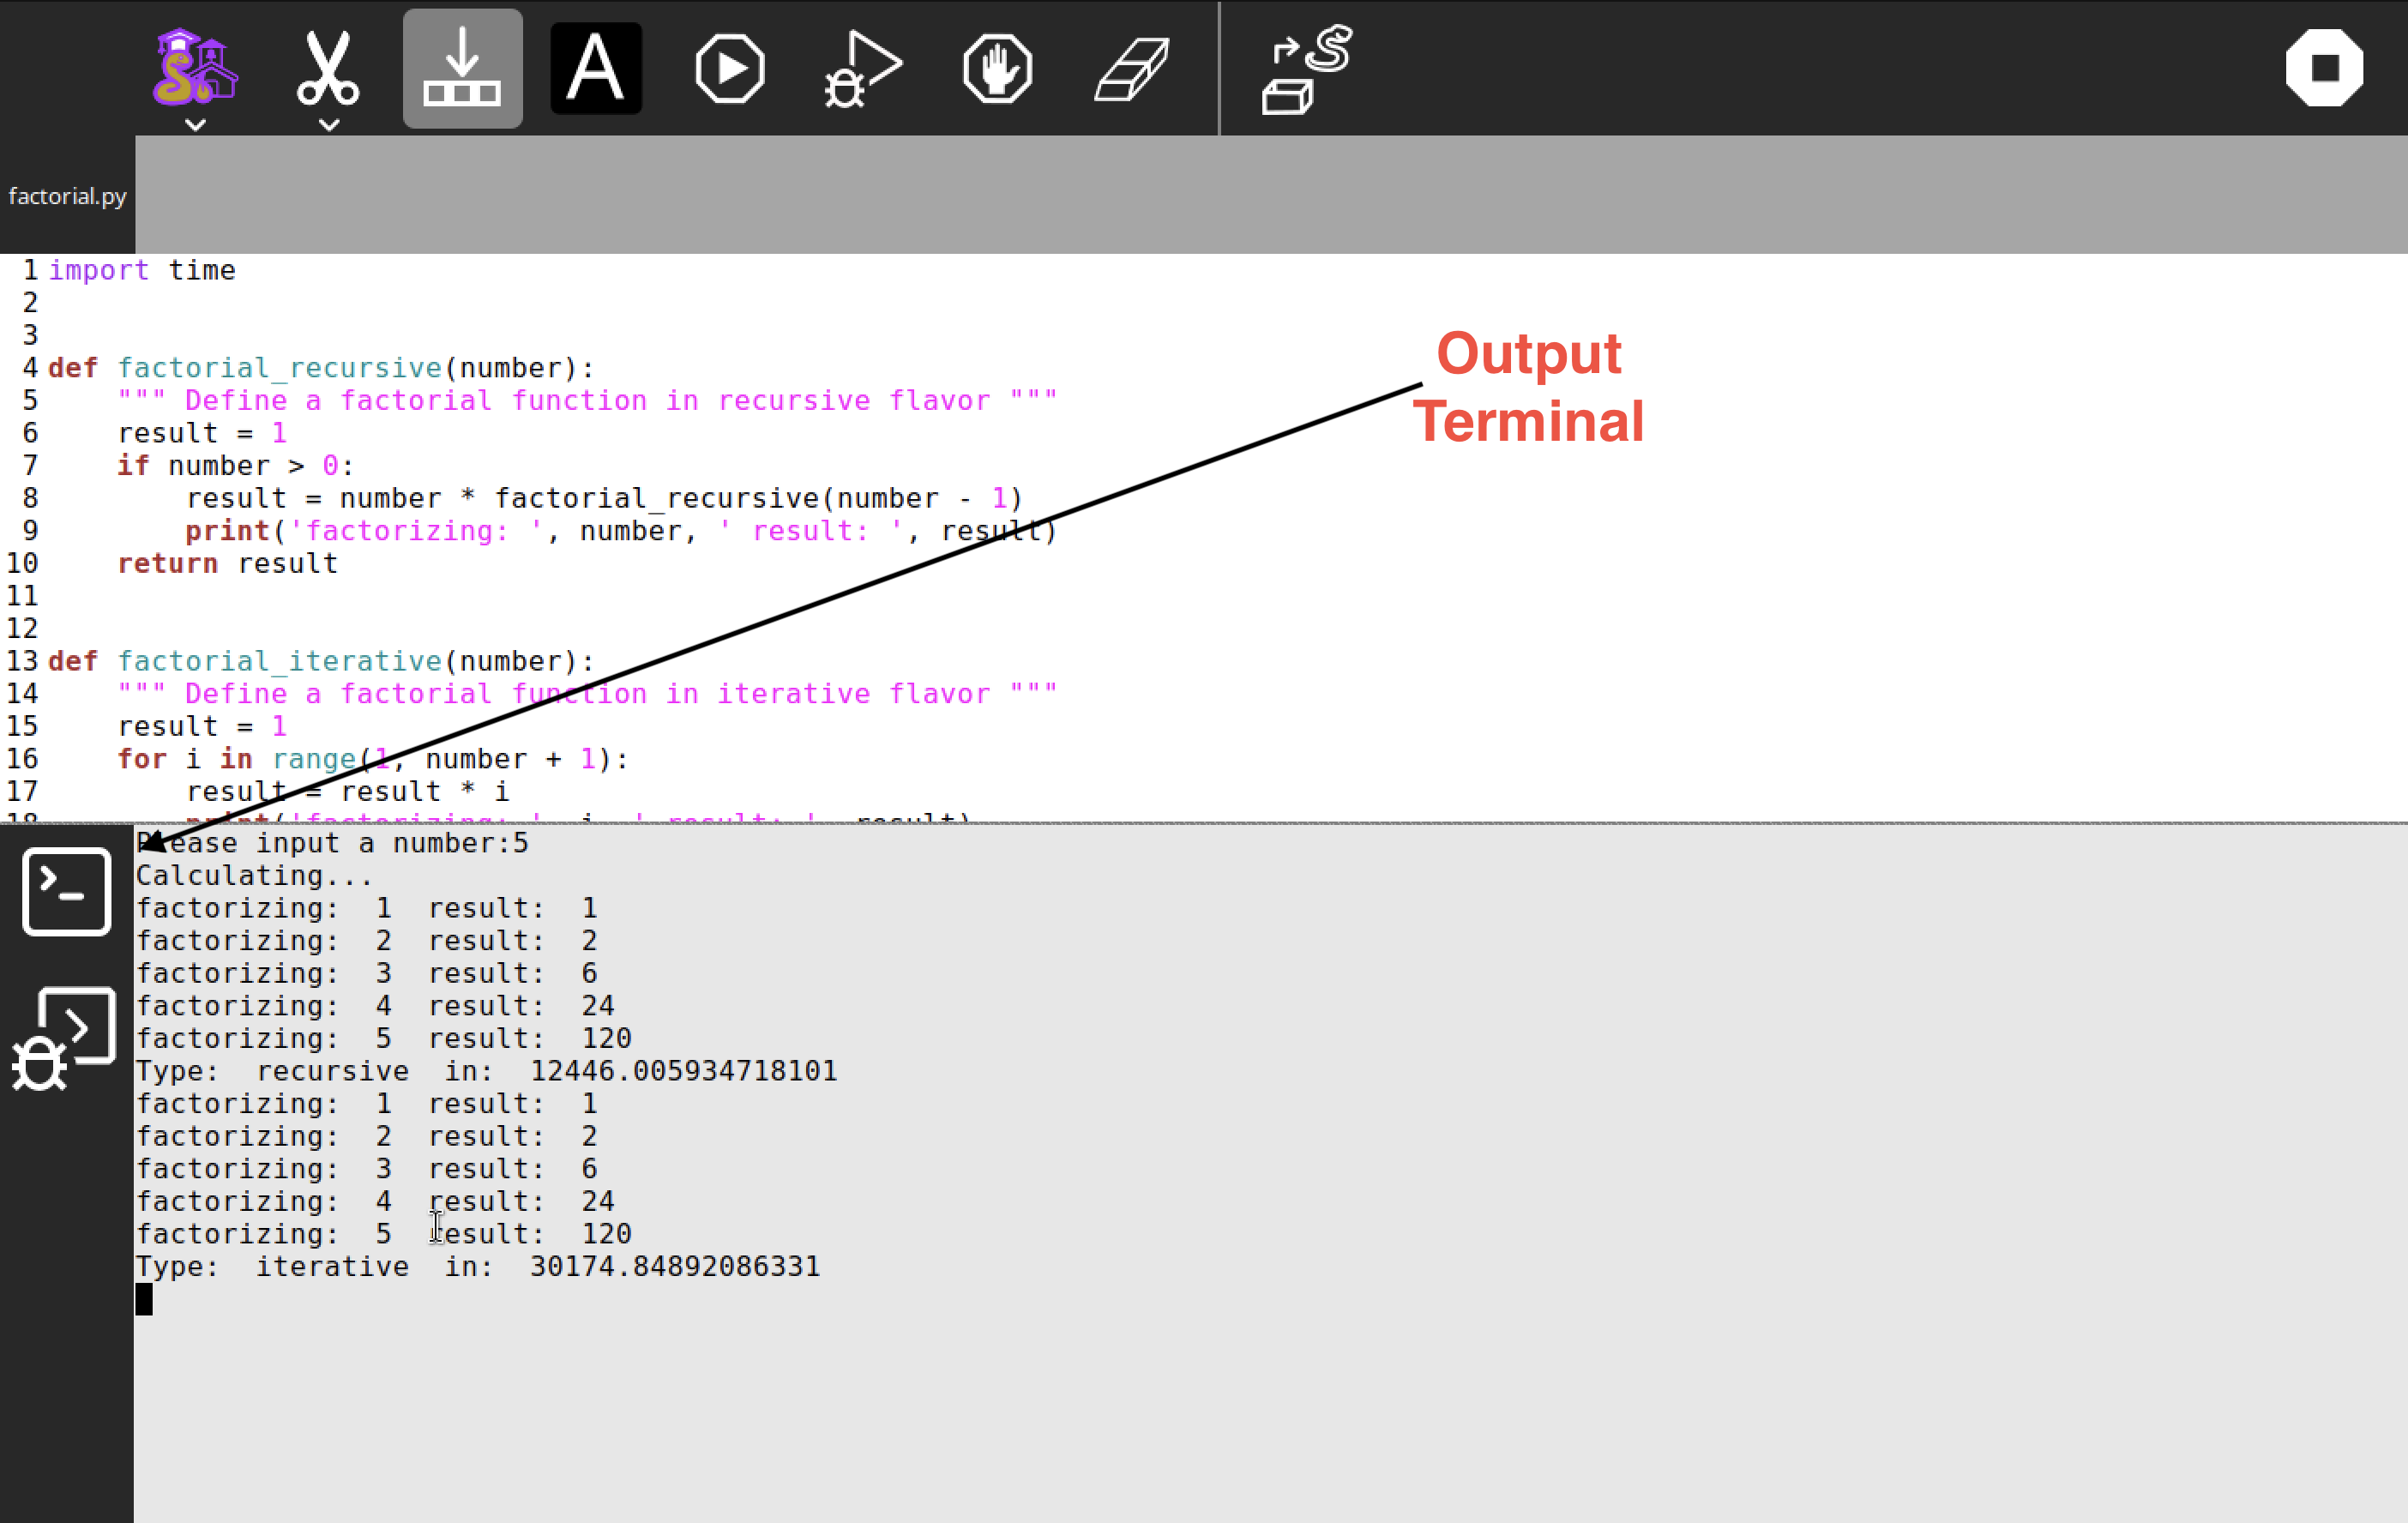 A
factorial.py
1 import time
2
3
4 def factorial_recursive(number):
5     """ Define a factorial function in recursive flavor """
6     result = 1
7     if number > 0:
8         result = number * factorial_recursive(number - 1)
9         print('factorizing: ', number, ' result: ', result)
10     return result
11
12
13 def factorial_iterative(number):
14     """ Define a factorial function in iterative flavor """
15     result = 1
16     for i in range(1, number + 1):
17         result = result * i
18         print('factorizing: ', i, ' result: ', result)
Output
Terminal
Please input a number:5
Calculating...
factorizing:  1  result:  1
factorizing:  2  result:  2
factorizing:  3  result:  6
factorizing:  4  result:  24
factorizing:  5  result:  120
Type:  recursive  in:  12446.005934718101
factorizing:  1  result:  1
factorizing:  2  result:  2
factorizing:  3  result:  6
factorizing:  4  result:  24
factorizing:  5  result:  120
Type:  iterative  in:  30174.84892086331